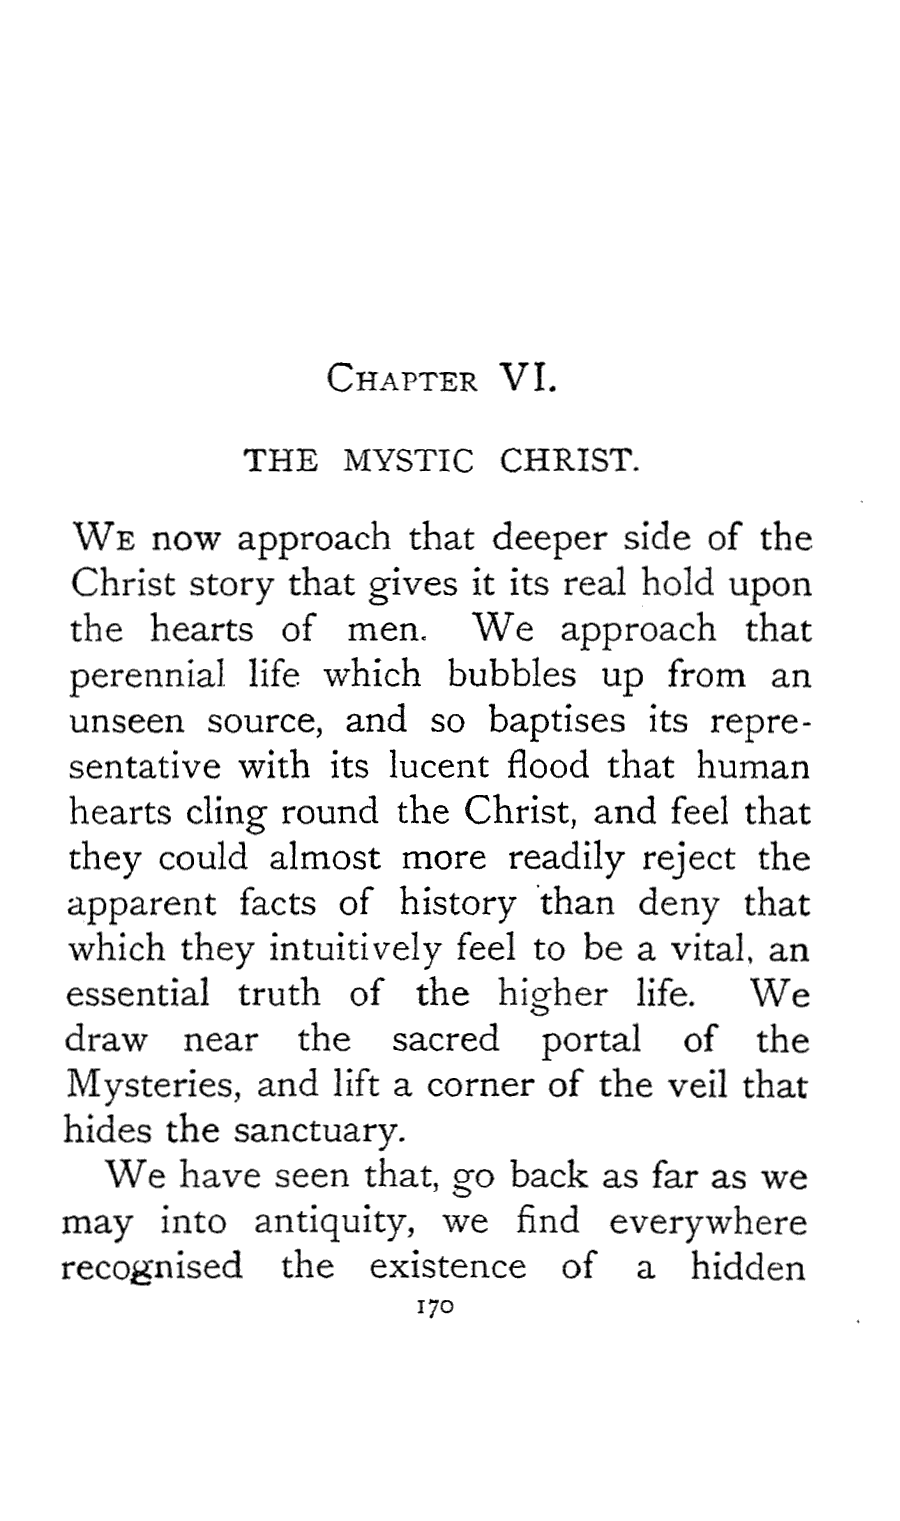 CHAPTER VI.
THE MYSTIC CHRIST.
WE now approach that deeper side of the
Christ story that gives it its real hold upon
the hearts of men. We approach that
perennial life which bubbles up from an
unseen source, and so baptises its repre-
sentative with its lucent flood that human
hearts cling round the Christ, and feel that
they could almost more readily reject the
apparent facts of history than deny that
which they intuitively feel to be a vital, an
essential truth of the higher life. We
draw near the sacred portal of the
Mysteries, and lift a corner of the veil that
hides the sanctuary.
We have seen that, go back as far as we
may into antiquity, we find everywhere
recognised the existence of a hidden
170